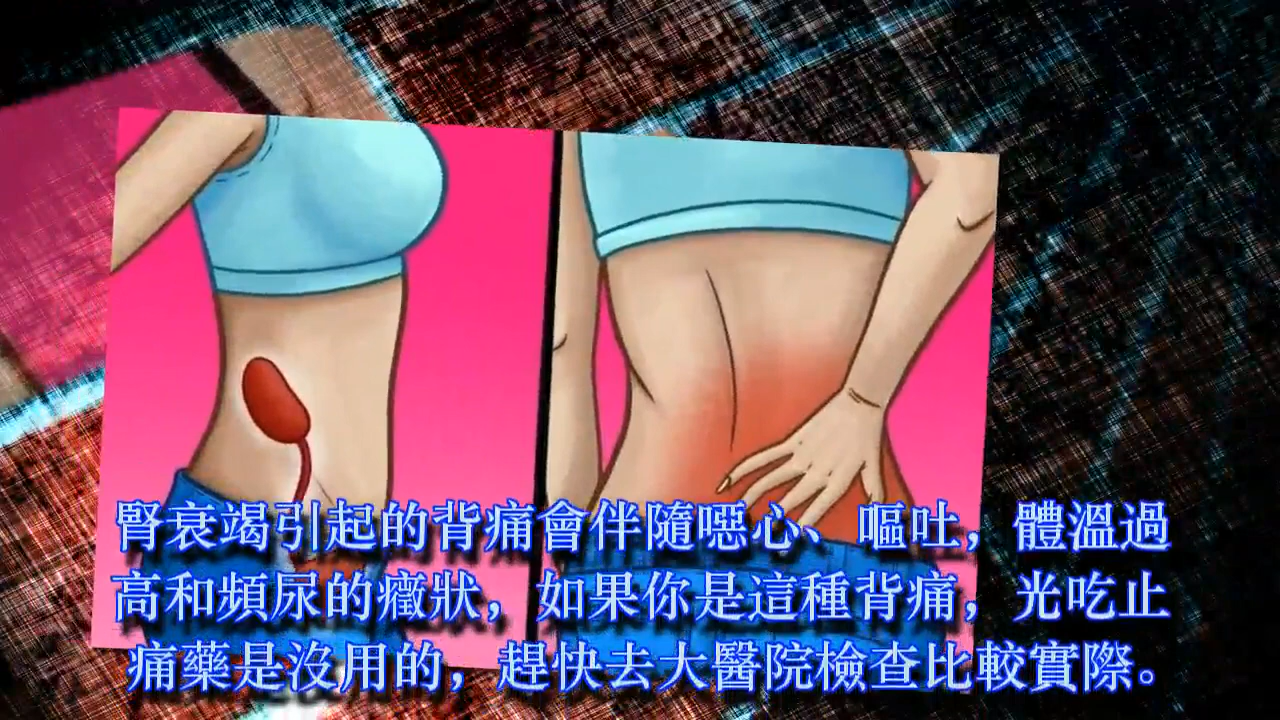 腎衰竭引起的背痛會伴隨噁心、嘔吐，體溫過
高和頻尿的癥狀，如果你是這種背痛，光吃止
痛藥是沒用的，趕快去大醫院檢查比較實際。